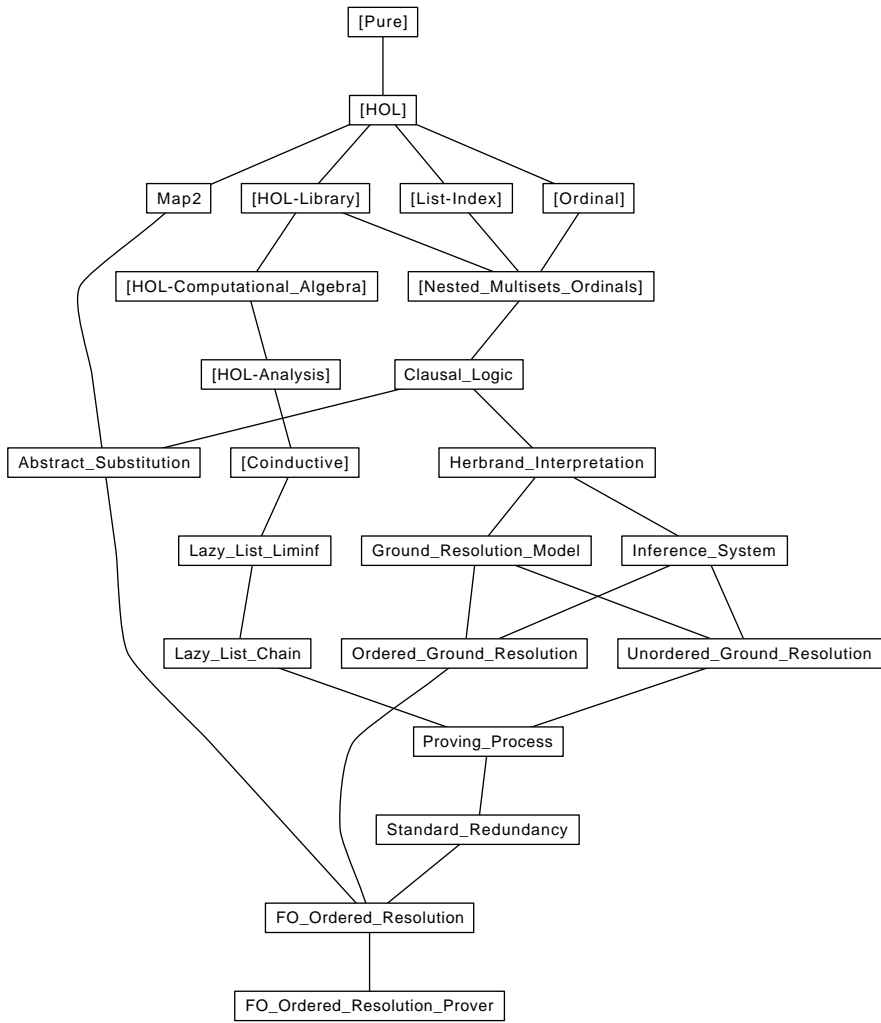 [Pure]
[HOL]
Map2
[HOL-Library]
[List-Index]
[Ordinal]
[HOL-Computational_Algebra]
[Nested_Multisets_Ordinals]
[HOL-Analysis]
Clausal_Logic
Abstract_Substitution
[Coinductive]
Herbrand_Interpretation
Lazy_List_Liminf
Ground_Resolution_Model
Inference_System
Lazy_List_Chain
Ordered_Ground_Resolution
Unordered_Ground_Resolution
Proving_Process
Standard_Redundancy
FO_Ordered_Resolution
FO_Ordered_Resolution_Prover